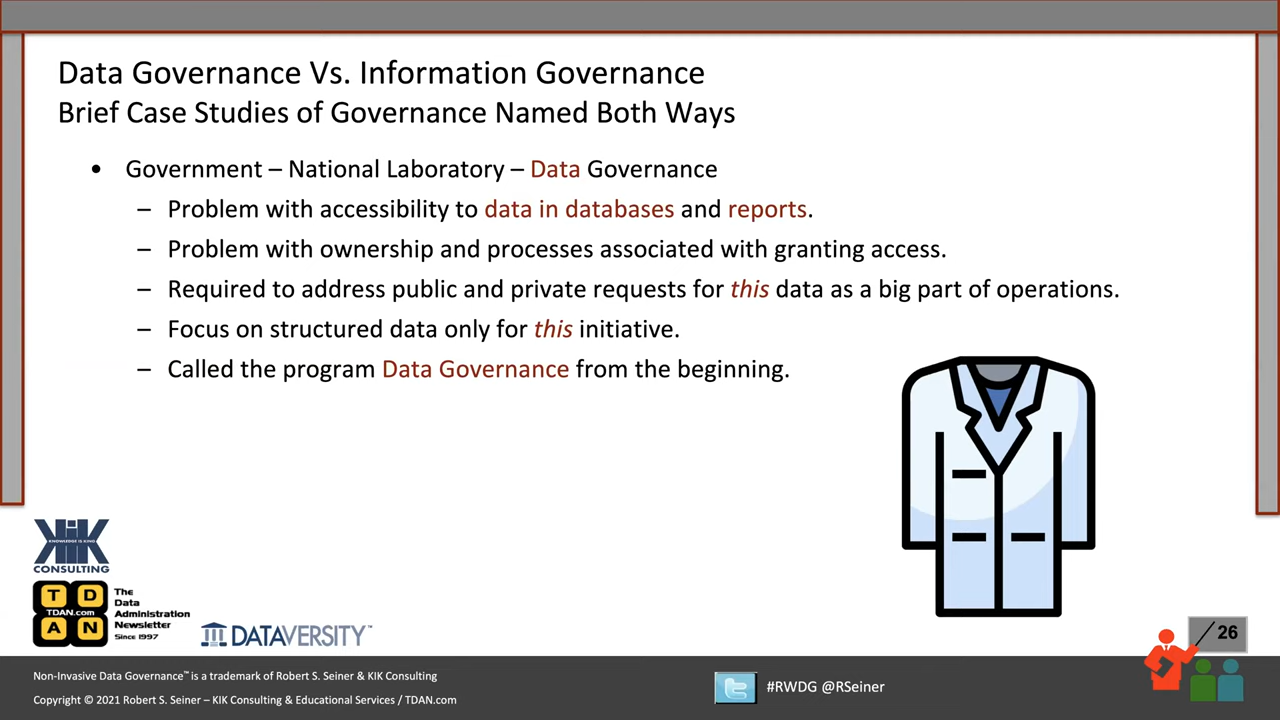 Data Governance Vs. Information Governance
Brief Case Studies of Governance Named Both Ways
• Government – National Laboratory – Data Governance
– Problem with accessibility to data in databases and reports.
– Problem with ownership and processes associated with granting access.
– Required to address public and private requests for this data as a big part of operations.
– Focus on structured data only for this initiative.
– Called the program Data Governance from the beginning.
KIK
KNOWLEDGE IS KING
CONSULTING
T D
TDAN.com
A N
The
Data
Administration
Newsletter
Since 1997
DATAVERSITY™
26
Non-Invasive Data Governance™ is a trademark of Robert S. Seiner & KIK Consulting
Copyright © 2021 Robert S. Seiner – KIK Consulting & Educational Services / TDAN.com
#RWDG @RSeiner